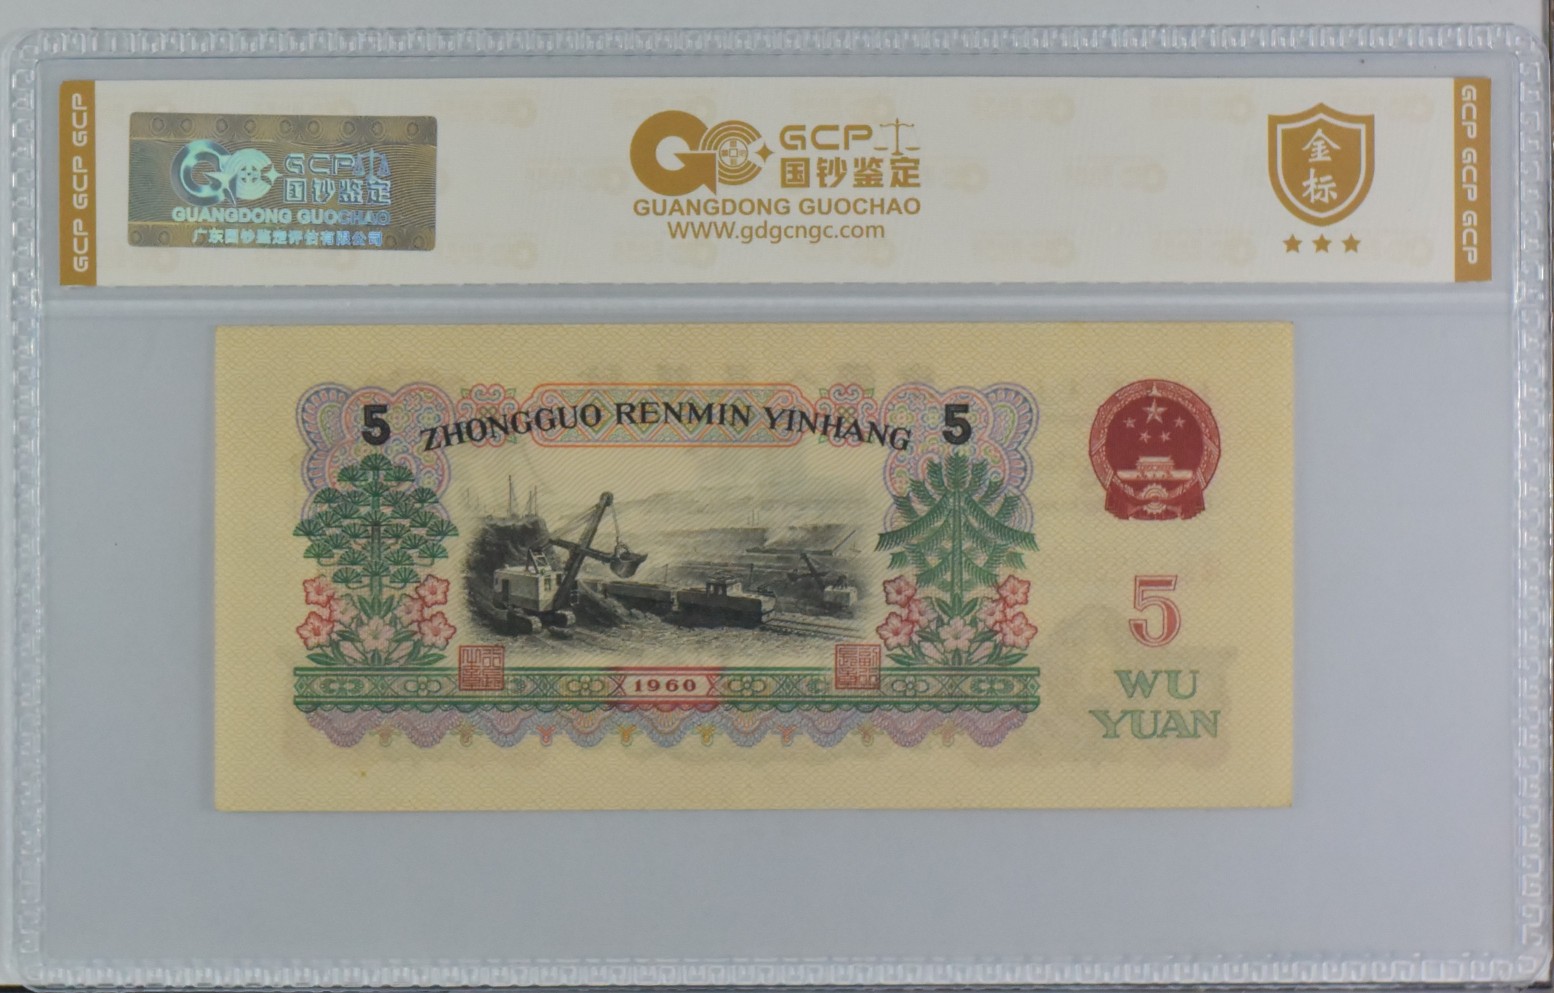 GCP GCP GCP
GCP
国钞鉴定
GUANGDONG GUOCHAO
广东国钞鉴定评估有限公司
GCP
国钞鉴定
GUANGDONG GUOCHAO
WWW.gdgcngc.com
金
标
GCP GCP GCP
5
ZHONGGUO RENMIN YINHANG
5
5
1960
WU
YUAN